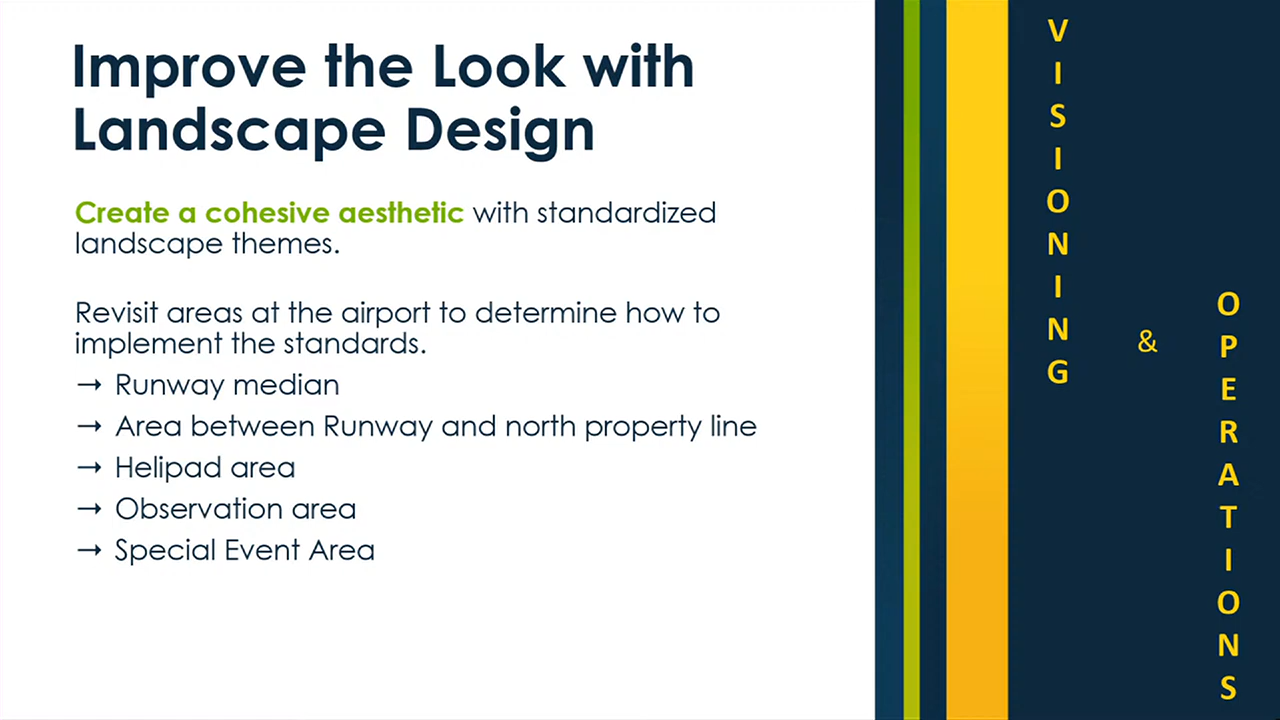 Improve the Look with
Landscape Design
Create a cohesive aesthetic with standardized
landscape themes.
Revisit areas at the airport to determine how to
implement the standards.
→ Runway median
→ Area between Runway and north property line
→ Helipad area
→ Observation area
→ Special Event Area
VISIONING
&
OPERATIONS